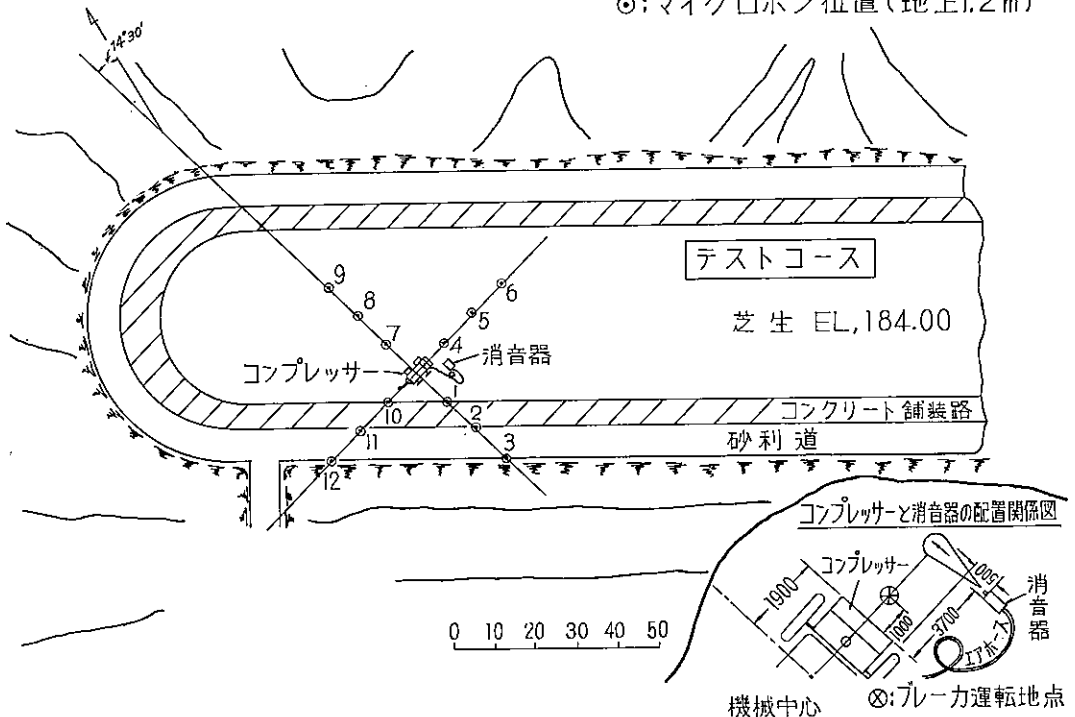 ⊙:マイクロホン位置(地上1.2m)
14°30'
9
8
7
6
5
4
消音器
コンプレッサー
1
2
3
10
11
12
テストコース
芝生 EL,184.00
コンクリート舗装路
砂利道
0 10 20 30 40 50
コンプレッサーと消音器の配置関係図
コンプレッサー
1900
1500
1000
3700
消音器
エアホース
機械中心
⊗:ブレーカ運転地点